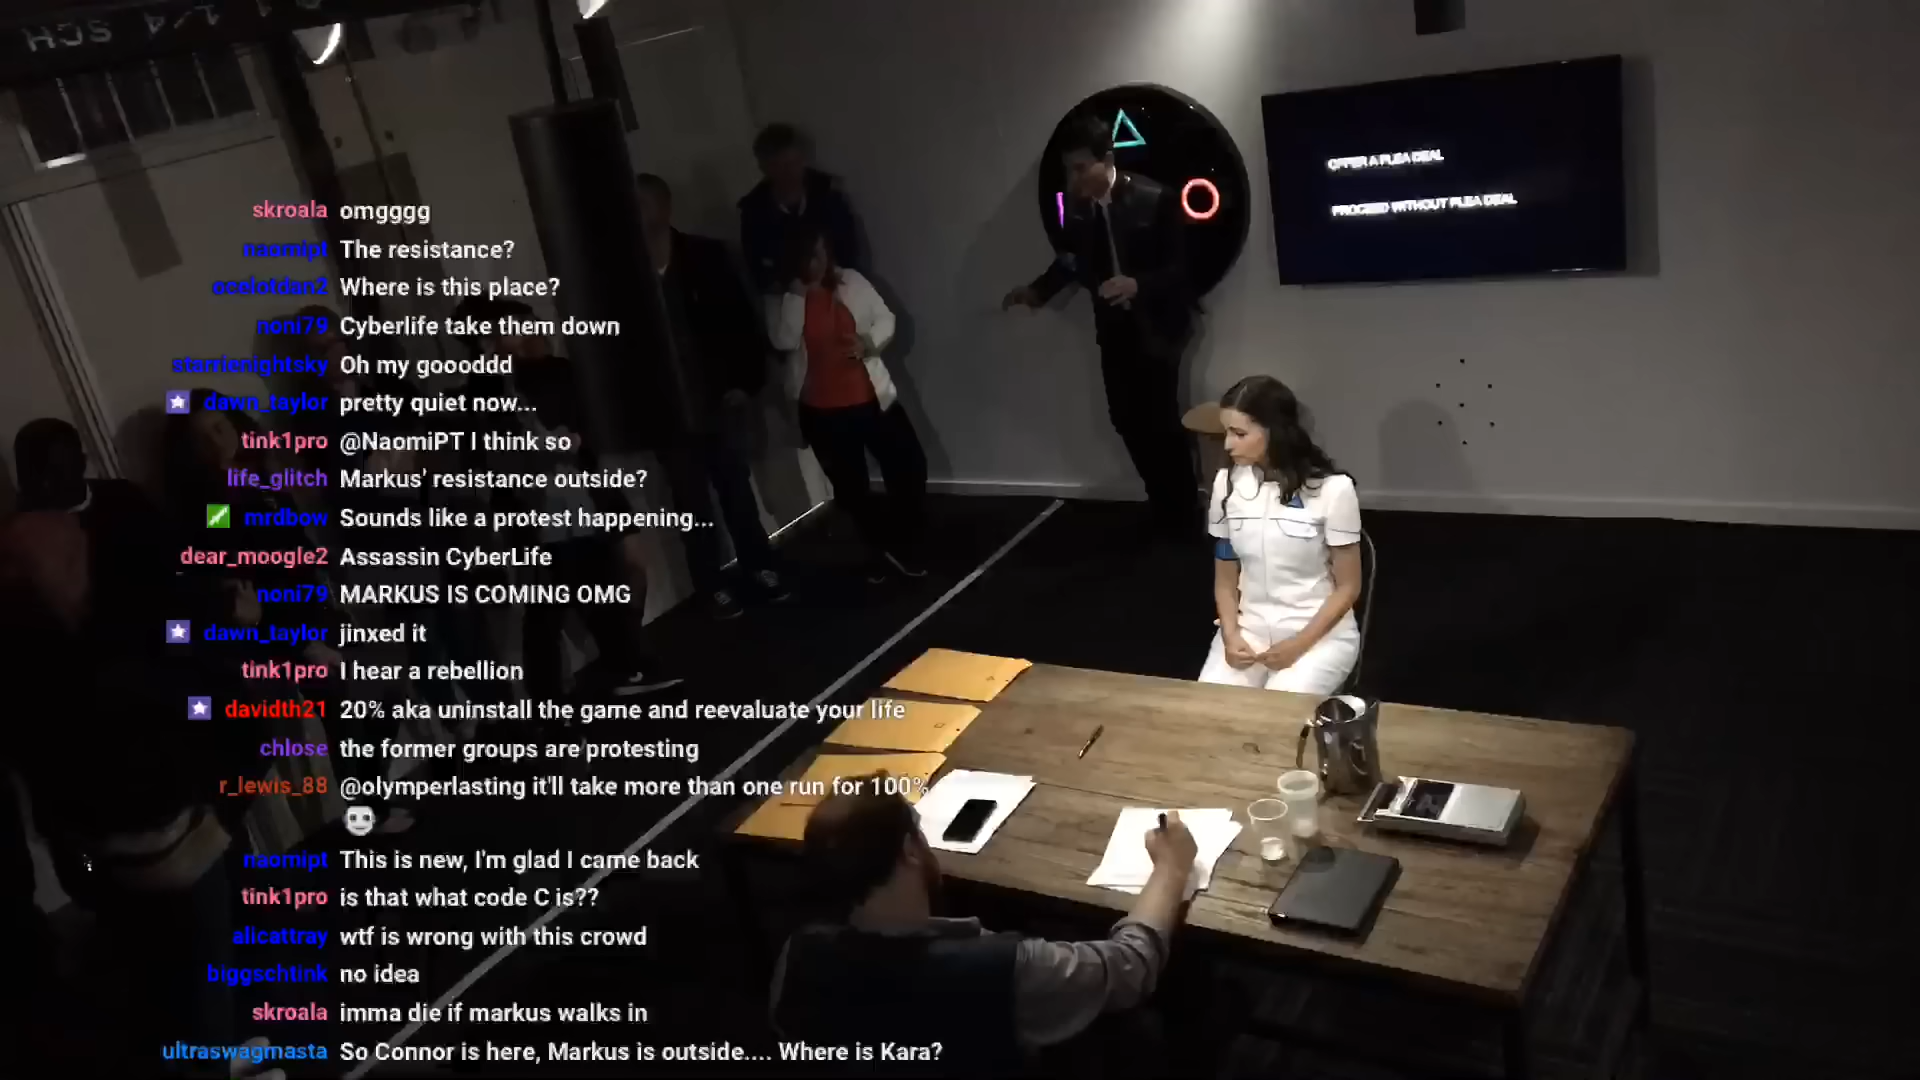 SCH 1/4
OFFER A PLEA DEAL
PROCEED WITHOUT PLEA DEAL
skroala omgggg
naomipt The resistance?
ocelotdan2 Where is this place?
noni79 Cyberlife take them down
starrienightsky Oh my goooddd
dawn_taylor pretty quiet now...
tink1pro @NaomiPT I think so
life_glitch Markus' resistance outside?
mrdbow Sounds like a protest happening...
dear_moogle2 Assassin CyberLife
noni79 MARKUS IS COMING OMG
dawn_taylor jinxed it
tink1pro I hear a rebellion
davidth21 20% aka uninstall the game and reevaluate your life
chlose the former groups are protesting
r_lewis_88 @olymperlasting it'll take more than one run for 100%
naomipt This is new, I'm glad I came back
tink1pro is that what code C is??
alicattray wtf is wrong with this crowd
biggschtink no idea
skroala imma die if markus walks in
ultraswagmasta So Connor is here, Markus is outside.... Where is Kara?